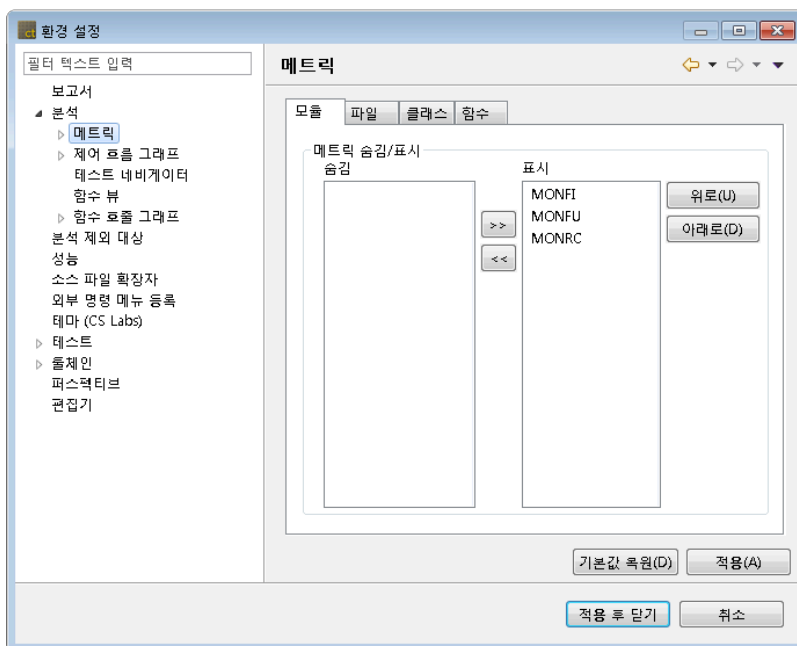 ct 환경 설정
필터 텍스트 입력
보고서
분석
메트릭
제어 흐름 그래프
테스트 네비게이터
함수 뷰
함수 호출 그래프
분석 제외 대상
성능
소스 파일 확장자
외부 명령 메뉴 등록
테마 (CS Labs)
테스트
툴체인
퍼스펙티브
편집기
메트릭
모듈 파일 클래스 함수
메트릭 숨김/표시
숨김 표시
MONFI
MONFU
MONRC
>>
<<
위로(U)
아래로(D)
기본값 복원(D) 적용(A)
적용 후 닫기 취소